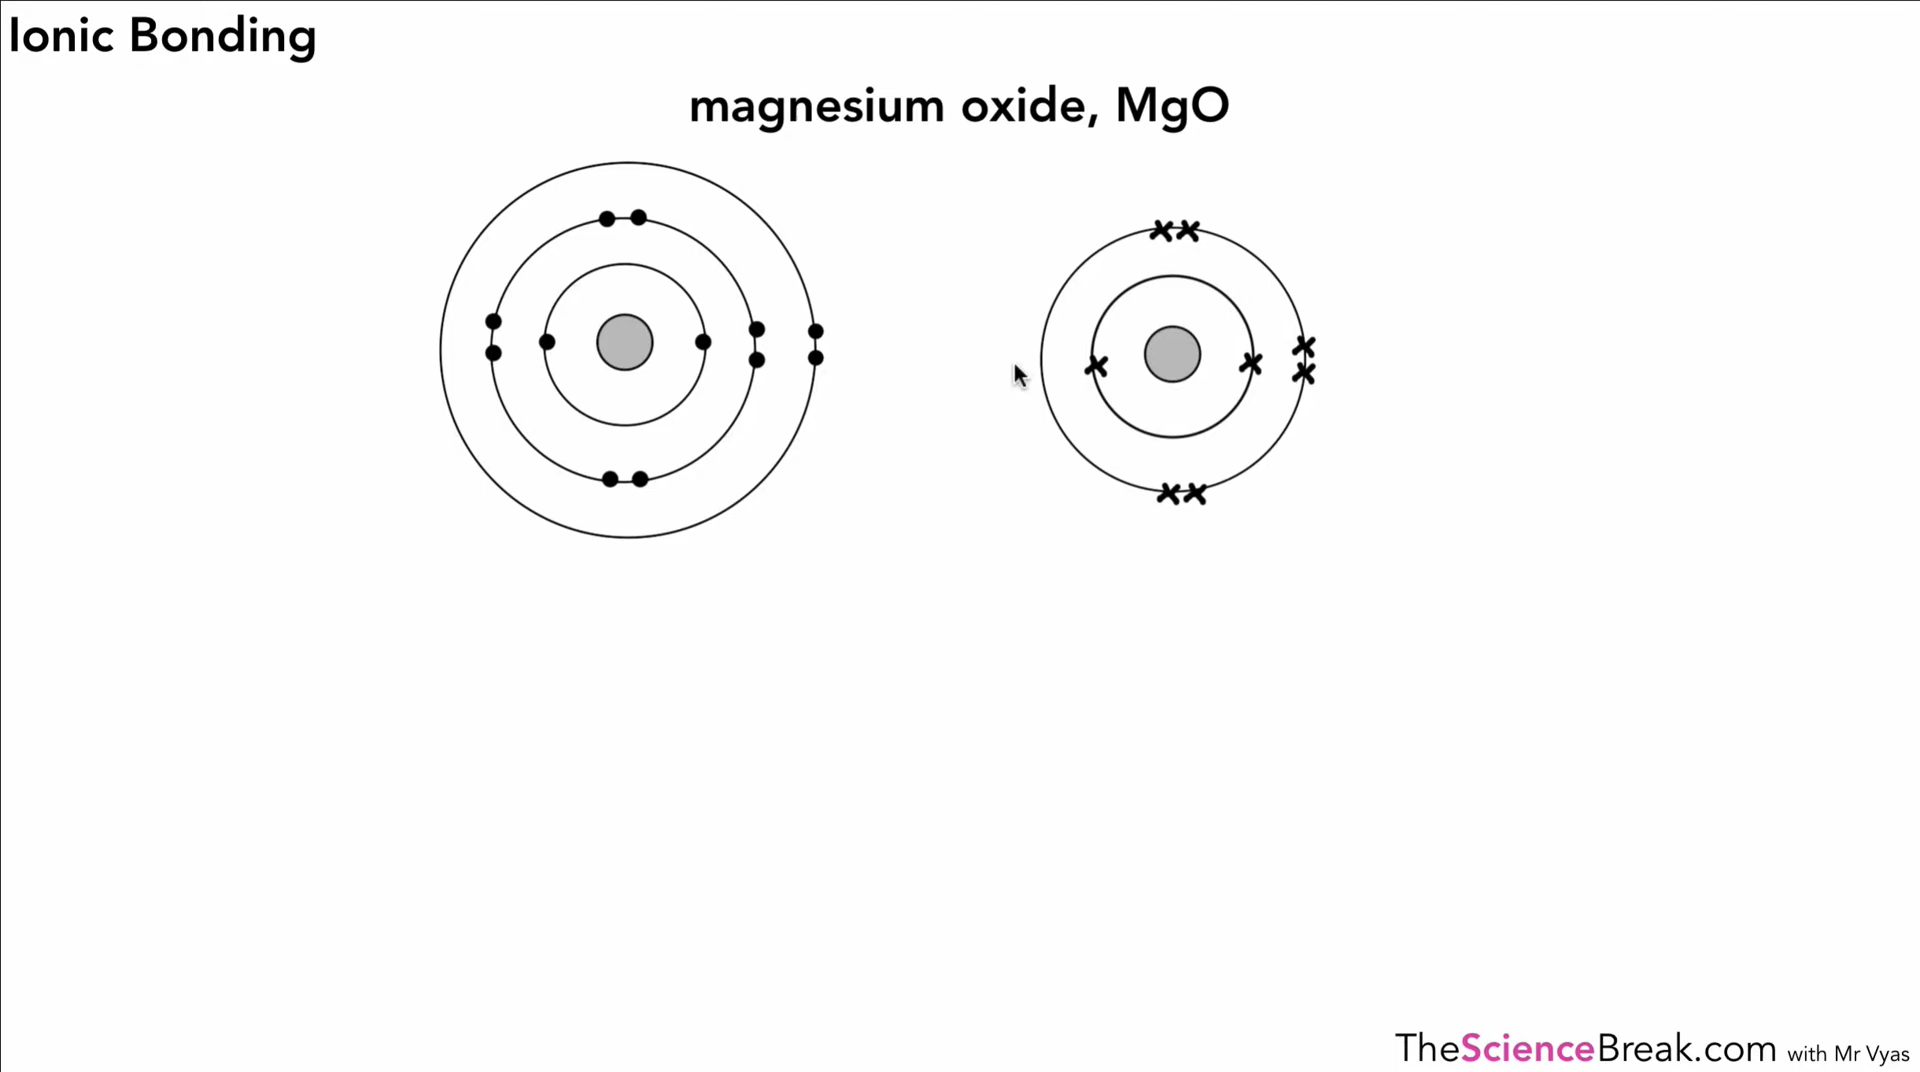 Ionic Bonding
magnesium oxide, MgO
TheScienceBreak.com with Mr Vyas